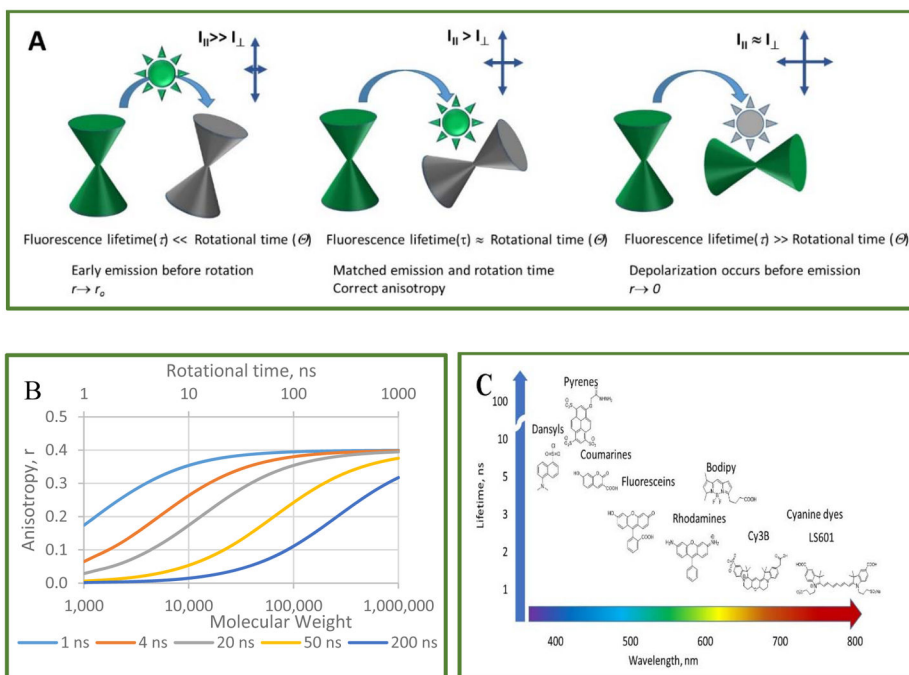 A
I|| >> I⊥
I|| > I⊥
I|| ≈ I⊥
Fluorescence lifetime(τ) << Rotational time (Θ)
Early emission before rotation
r→ rₒ
Fluorescence lifetime(τ) ≈ Rotational time (Θ)
Matched emission and rotation time
Correct anisotropy
Fluorescence lifetime(τ) >> Rotational time (Θ)
Depolarization occurs before emission
r→ 0
B
Rotational time, ns
1 10 100 1000
Anisotropy, r
0.5
0.4
0.3
0.2
0.1
0.0
1,000 10,000 100,000 1,000,000
Molecular Weight
1 ns 4 ns 20 ns 50 ns 200 ns
C
Lifetime, ns
100
10
5
3
2
1
Pyrenes
Dansyls
Coumarines
Fluoresceins
Bodipy
Rhodamines
Cyanine dyes
Cy3B
LS601
400 500 600 700 800
Wavelength, nm